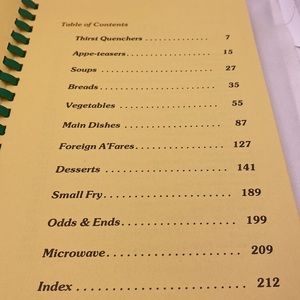 Table of Contents
Thirst Quenchers . . . . . . . . . . . . 7
Appe-teasers . . . . . . . . . . . . . . . . 15
Soups . . . . . . . . . . . . . . . . . . . . . . 27
Breads . . . . . . . . . . . . . . . . . . . . . 35
Vegetables . . . . . . . . . . . . . . . . . . 55
Main Dishes . . . . . . . . . . . . . . . . 87
Foreign A'Fares . . . . . . . . . . . . . 127
Desserts . . . . . . . . . . . . . . . . . . . . 141
Small Fry . . . . . . . . . . . . . . . . . . . 189
Odds & Ends . . . . . . . . . . . . . . . . 199
Microwave . . . . . . . . . . . . . . . . . . 209
Index . . . . . . . . . . . . . . . . . . . . . . 212